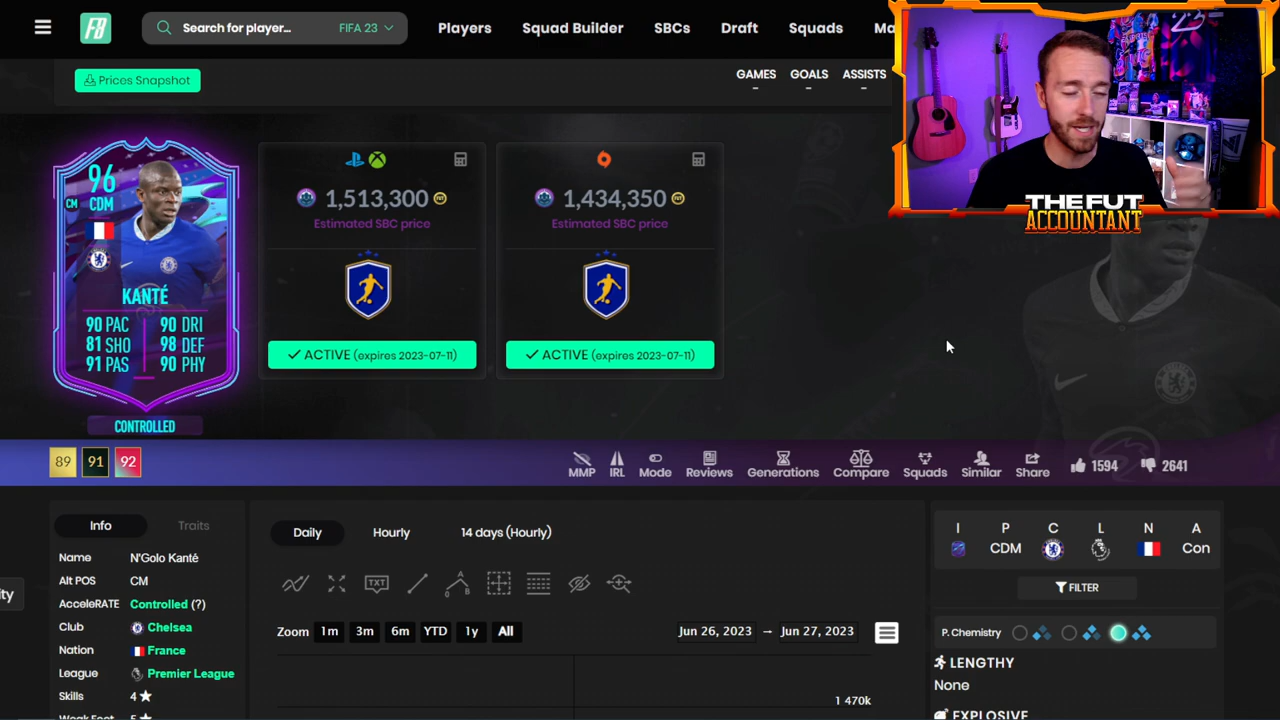 FB
Search for player...
FIFA 23
Players
Squad Builder
SBCs
Draft
Squads
Prices Snapshot
GAMES
GOALS
ASSISTS
-
-
-
THE FUT
ACCOUNTANT
96
CM
CDM
KANTÉ
90 PAC
90 DRI
81 SHO
98 DEF
91 PAS
90 PHY
CONTROLLED
1,513,300
Estimated SBC price
ACTIVE (expires 2023-07-11)
1,434,350
Estimated SBC price
ACTIVE (expires 2023-07-11)
89
91
92
MMP
IRL
Mode
Reviews
Generations
Compare
Squads
Similar
Share
1594
2641
Info
Traits
Name
N'Golo Kanté
Alt POS
CM
AcceleRATE
Controlled (?)
Club
Chelsea
Nation
France
League
Premier League
Skills
4
Daily
Hourly
14 days (Hourly)
TXT
A
0
B
Zoom
1m
3m
6m
YTD
1y
All
Jun 26, 2023
→
Jun 27, 2023
1 470k
I
P
C
L
N
A
CDM
Con
FILTER
P. Chemistry
LENGTHY
None
EXPLOSIVE